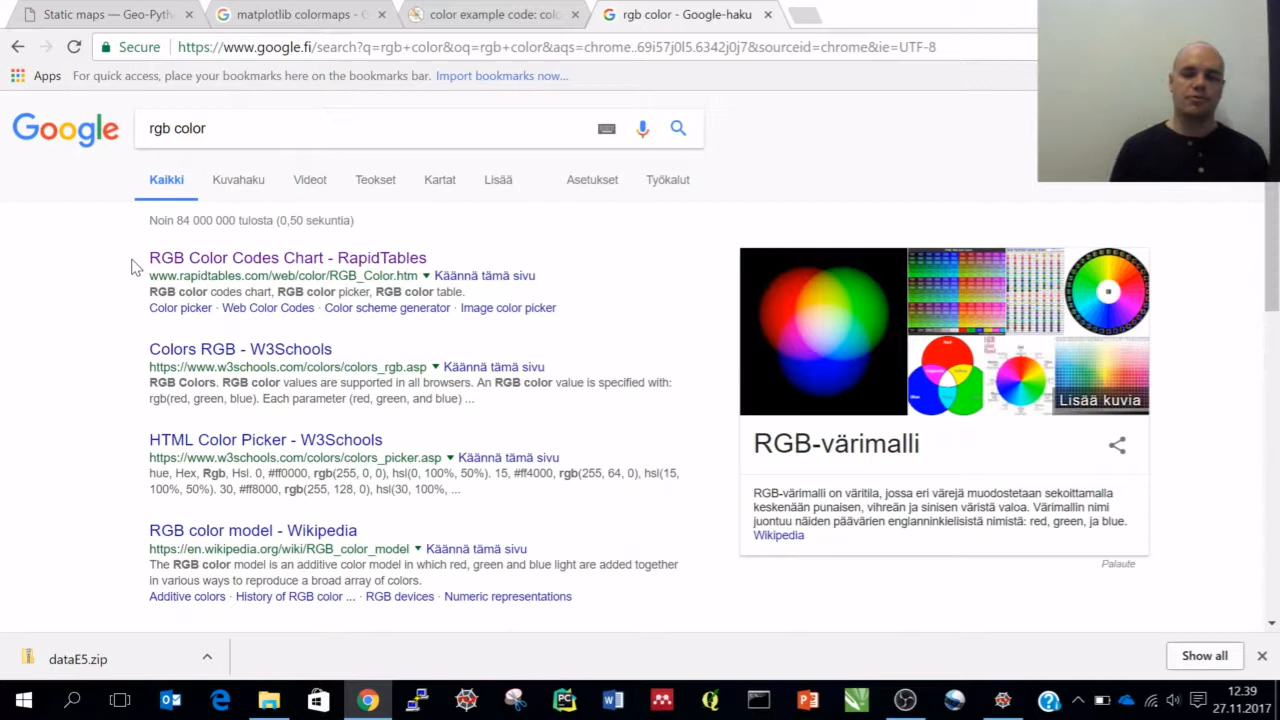 Static maps — Geo-Pyth
matplotlib colormaps - G
color example code: colo
rgb color - Google-haku
Secure
https://www.google.fi/search?q=rgb+color&oq=rgb+color&aqs=chrome..69i57j0l5.6342j0j7&sourceid=chrome&ie=UTF-8
Apps
For quick access, place your bookmarks here on the bookmarks bar. Import bookmarks now...
Google
rgb color
Kaikki
Kuvahaku
Videot
Teokset
Kartat
Lisää
Asetukset
Työkalut
Noin 84 000 000 tulosta (0,50 sekuntia)
RGB Color Codes Chart - RapidTables
www.rapidtables.com/web/color/RGB_Color.htm Käännä tämä sivu
RGB color codes chart, RGB color picker, RGB color table.
Color picker · Web Color Codes · Color scheme generator · Image color picker
Colors RGB - W3Schools
https://www.w3schools.com/colors/colors_rgb.asp Käännä tämä sivu
RGB Colors. RGB color values are supported in all browsers. An RGB color value is specified with:
rgb(red, green, blue). Each parameter (red, green, and blue) ...
HTML Color Picker - W3Schools
https://www.w3schools.com/colors/colors_picker.asp Käännä tämä sivu
hue, Hex, Rgb, Hsl. 0, #ff0000, rgb(255, 0, 0), hsl(0, 100%, 50%). 15, #ff4000, rgb(255, 64, 0), hsl(15,
100%, 50%). 30, #ff8000, rgb(255, 128, 0), hsl(30, 100%, ...
RGB color model - Wikipedia
https://en.wikipedia.org/wiki/RGB_color_model Käännä tämä sivu
The RGB color model is an additive color model in which red, green and blue light are added together
in various ways to reproduce a broad array of colors.
Additive colors · History of RGB color ... · RGB devices · Numeric representations
Lisää kuvia
RGB-värimalli
RGB-värimalli on väritila, jossa eri värejä muodostetaan sekoittamalla
keskenään punaisen, vihreän ja sinisen väristä valoa. Värimallin nimi
juontuu näiden päävärien englanninkielisistä nimistä: red, green, ja blue.
Wikipedia
Palaute
dataE5.zip
Show all
12.39
27.11.2017